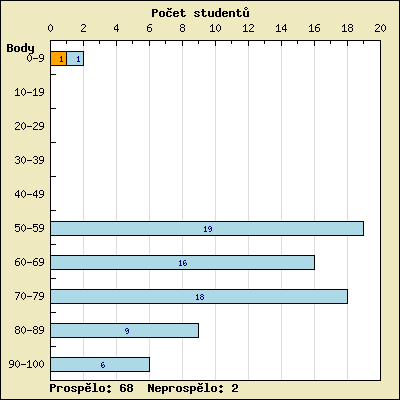 Počet studentů
0 2 4 6 8 10 12 14 16 18 20
Body
0-9 1 1
10-19
20-29
30-39
40-49
50-59 19
60-69 16
70-79 18
80-89 9
90-100 6
Prospělo: 68 Neprospělo: 2